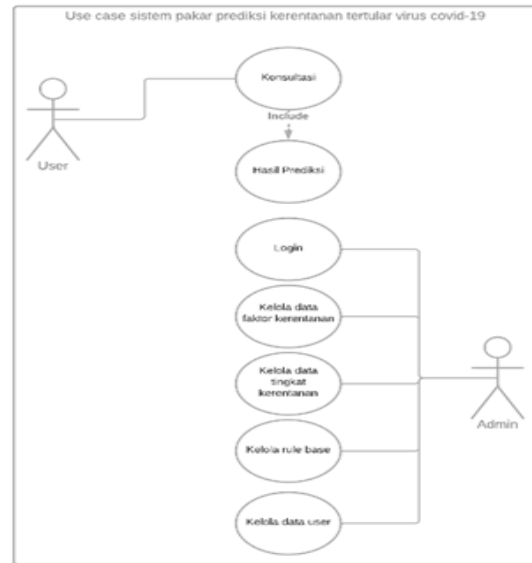 Use case sistem pakar prediksi kerentanan tertular virus covid-19
Konsultasi
Include
User
Hasil Prediksi
Login
Kelola data
faktor kerentanan
Kelola data
tingkat
kerentanan
Admin
Kelola rule base
Kelola data user